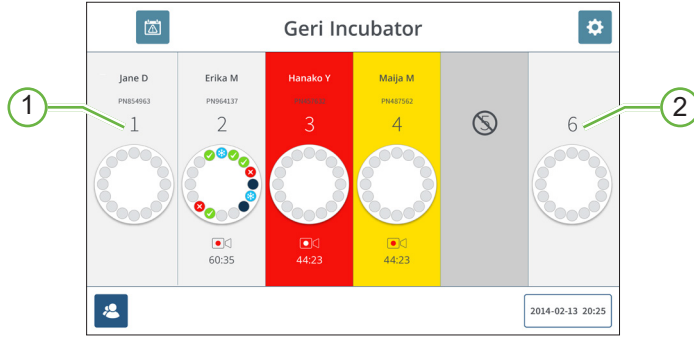 Geri Incubator
1
Jane D
PN854963
1
Erika M
PN964137
2
60:35
Hanako Y
3
44:23
Maija M
PN487562
4
44:23
5
6
2
2014-02-13 20:25